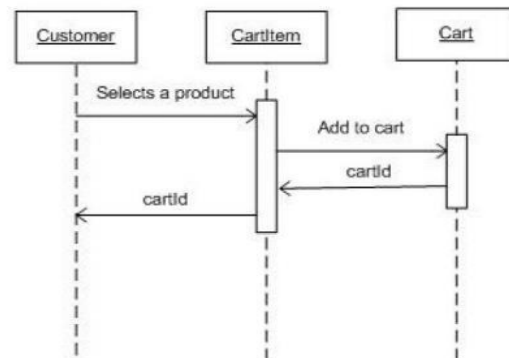 Customer
CartItem
Cart
Selects a product
Add to cart
cartId
cartId